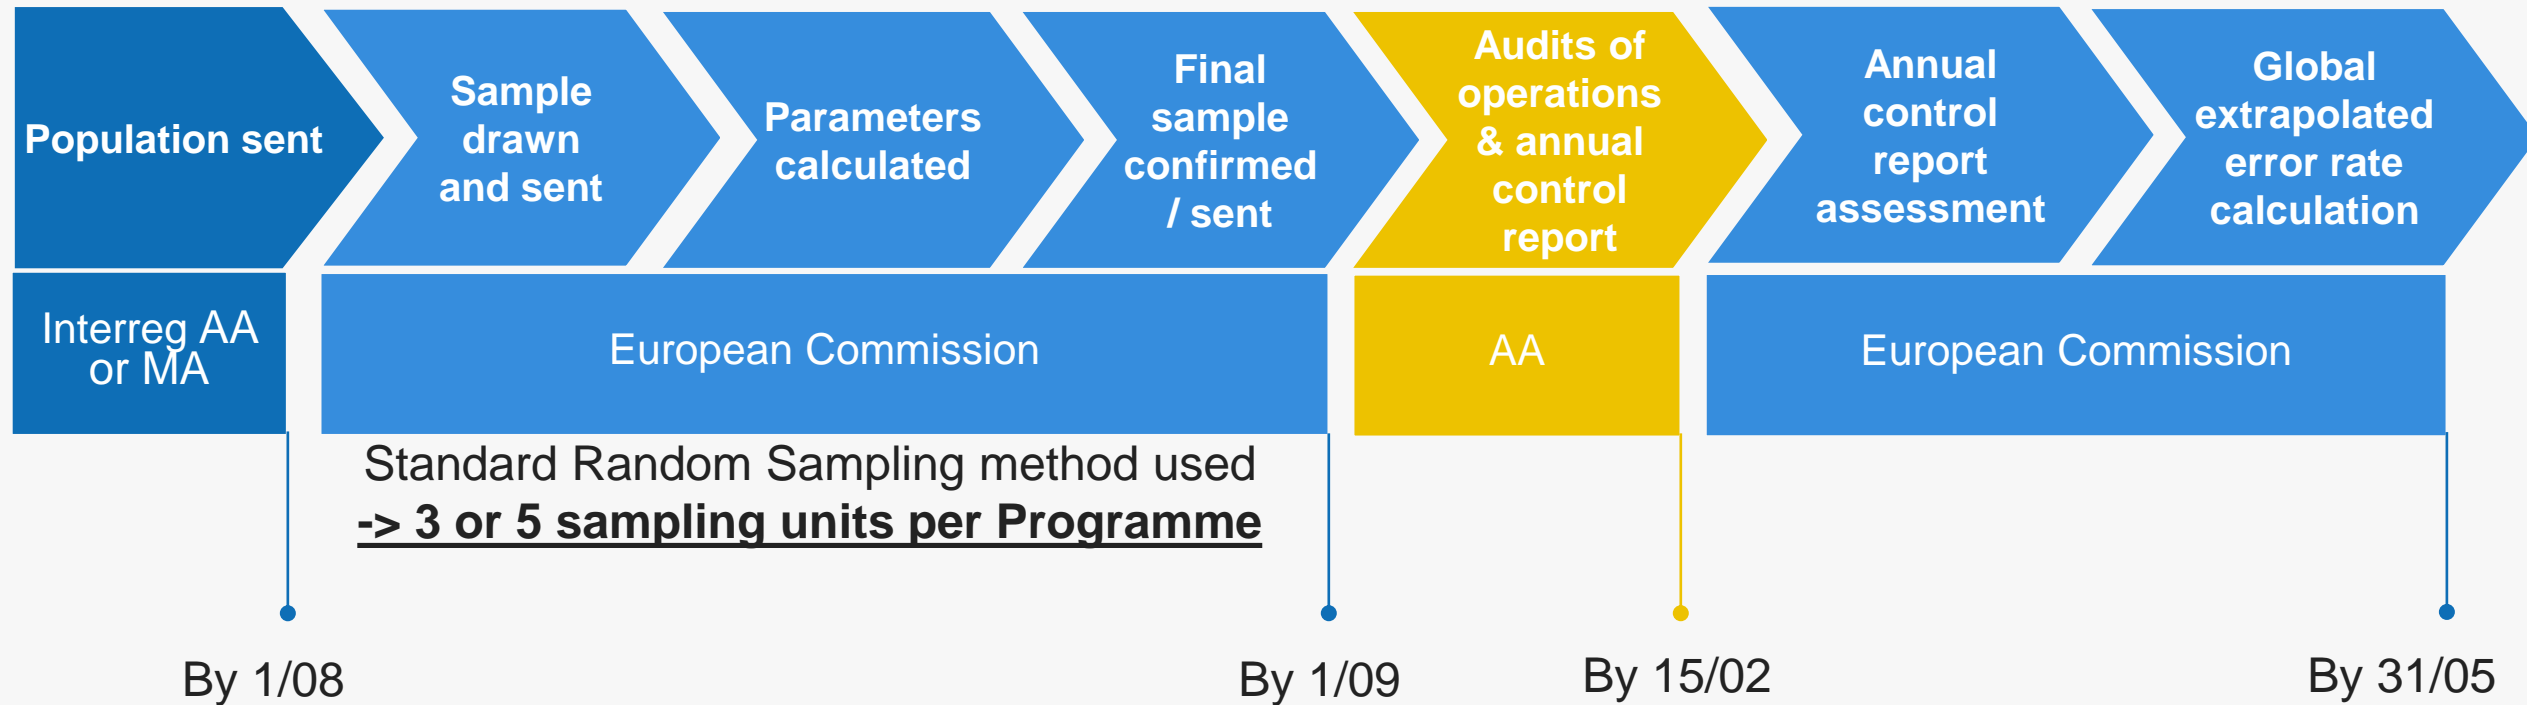 Population sent
Sample
drawn
and sent
Parameters
calculated
Final
sample
confirmed
/ sent
Audits of
operations
& annual
control
report
Annual
control
report
assessment
Global
extrapolated
error rate
calculation
Interreg AA
or MA
European Commission
AA
European Commission
Standard Random Sampling method used
-> 3 or 5 sampling units per Programme
By 1/08
By 1/09
By 15/02
By 31/05